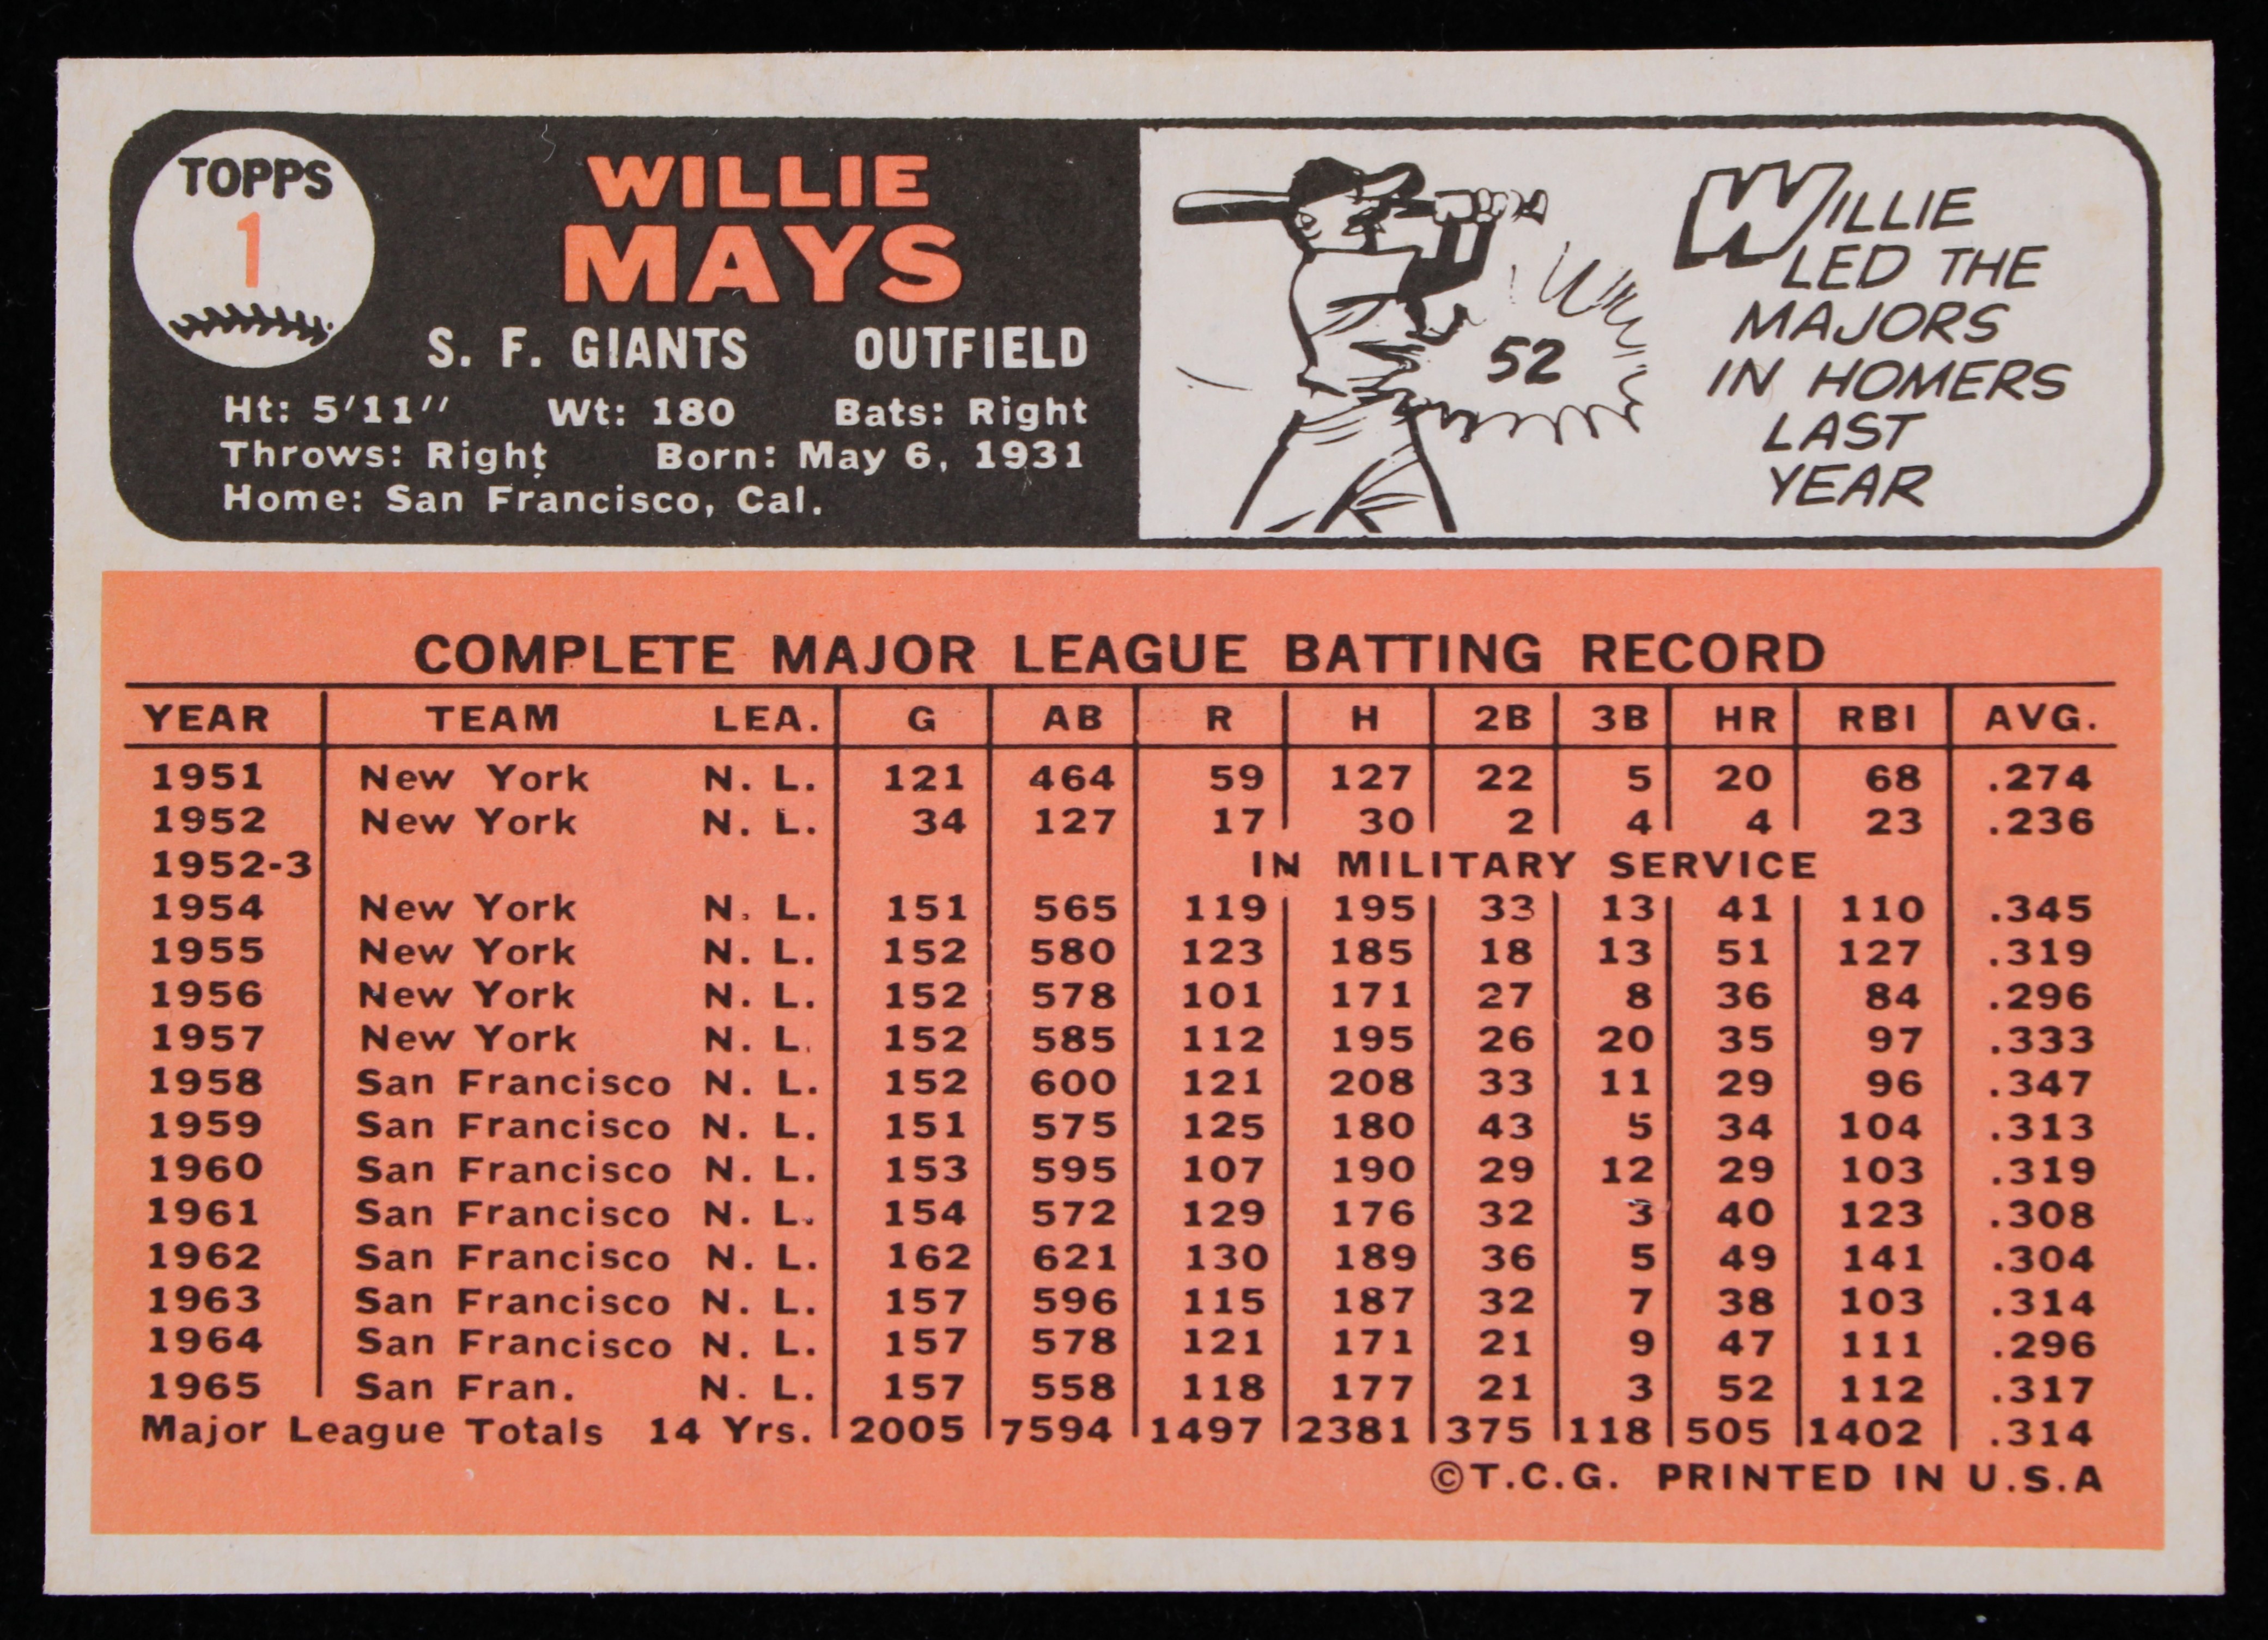 TOPPS
1
WILLIE
MAYS
S. F. GIANTS OUTFIELD
Ht: 5'11" Wt: 180 Bats: Right
Throws: Right Born: May 6, 1931
Home: San Francisco, Cal.
52
WILLIE
LED THE
MAJORS
IN HOMERS
LAST
YEAR
COMPLETE MAJOR LEAGUE BATTING RECORD
YEAR TEAM LEA. G AB R H 2B 3B HR RBI AVG.
1951 New York N. L. 121 464 59 127 22 5 20 68 .274
1952 New York N. L. 34 127 17 30 2 4 4 23 .236
1952-3 IN MILITARY SERVICE
1954 New York N. L. 151 565 119 195 33 13 41 110 .345
1955 New York N. L. 152 580 123 185 18 13 51 127 .319
1956 New York N. L. 152 578 101 171 27 8 36 84 .296
1957 New York N. L. 152 585 112 195 26 20 35 97 .333
1958 San Francisco N. L. 152 600 121 208 33 11 29 96 .347
1959 San Francisco N. L. 151 575 125 180 43 5 34 104 .313
1960 San Francisco N. L. 153 595 107 190 29 12 29 103 .319
1961 San Francisco N. L. 154 572 129 176 32 3 40 123 .308
1962 San Francisco N. L. 162 621 130 189 36 5 49 141 .304
1963 San Francisco N. L. 157 596 115 187 32 7 38 103 .314
1964 San Francisco N. L. 157 578 121 171 21 9 47 111 .296
1965 San Fran. N. L. 157 558 118 177 21 3 52 112 .317
Major League Totals 14 Yrs. 2005 7594 1497 2381 375 118 505 1402 .314
©T.C.G. PRINTED IN U.S.A